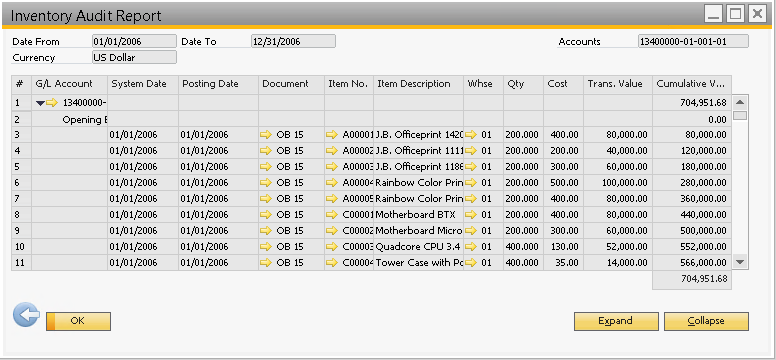 Inventory Audit Report
Date From 01/01/2006 Date To 12/31/2006 Accounts 13400000-01-001-01
Currency US Dollar
# G/L Account System Date Posting Date Document Item No. Item Description Whse Qty Cost Trans. Value Cumulative V...
1 13400000- 704,951.68
2 Opening B 0.00
3 01/01/2006 01/01/2006 OB 15 A00001 J.B. Officeprint 1420 01 200.000 400.00 80,000.00 80,000.00
4 01/01/2006 01/01/2006 OB 15 A00002 J.B. Officeprint 1111 01 200.000 200.00 40,000.00 120,000.00
5 01/01/2006 01/01/2006 OB 15 A00003 J.B. Officeprint 1186 01 200.000 300.00 60,000.00 180,000.00
6 01/01/2006 01/01/2006 OB 15 A00004 Rainbow Color Prin 01 200.000 500.00 100,000.00 280,000.00
7 01/01/2006 01/01/2006 OB 15 A00005 Rainbow Color Prin 01 200.000 400.00 80,000.00 360,000.00
8 01/01/2006 01/01/2006 OB 15 C00001 Motherboard BTX 01 200.000 400.00 80,000.00 440,000.00
9 01/01/2006 01/01/2006 OB 15 C00002 Motherboard Micro 01 200.000 300.00 60,000.00 500,000.00
10 01/01/2006 01/01/2006 OB 15 C00003 Quadcore CPU 3.4 01 400.000 130.00 52,000.00 552,000.00
11 01/01/2006 01/01/2006 OB 15 C00004 Tower Case with Po 01 400.000 35.00 14,000.00 566,000.00
704,951.68
OK Expand Collapse